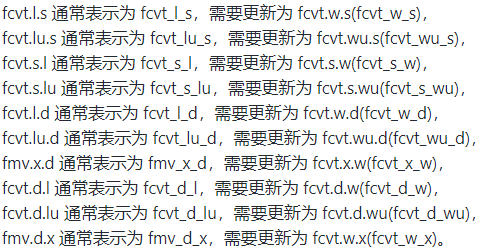 fcvt.l.s 通常表示为 fcvt_l_s，需要更新为 fcvt.w.s(fcvt_w_s)，
fcvt.lu.s 通常表示为 fcvt_lu_s，需要更新为 fcvt.wu.s(fcvt_wu_s)，
fcvt.s.l 通常表示为 fcvt_s_l，需要更新为 fcvt.s.w(fcvt_s_w)，
fcvt.s.lu 通常表示为 fcvt_s_lu，需要更新为 fcvt.s.wu(fcvt_s_wu)，
fcvt.l.d 通常表示为 fcvt_l_d，需要更新为 fcvt.w.d(fcvt_w_d)，
fcvt.lu.d 通常表示为 fcvt_lu_d，需要更新为 fcvt.wu.d(fcvt_wu_d)，
fmv.x.d 通常表示为 fmv_x_d，需要更新为 fcvt.x.w(fcvt_x_w)，
fcvt.d.l 通常表示为 fcvt_d_l，需要更新为 fcvt.d.w(fcvt_d_w)，
fcvt.d.lu 通常表示为 fcvt_d_lu，需要更新为 fcvt.d.wu(fcvt_d_wu)，
fmv.d.x 通常表示为 fmv_d_x，需要更新为 fcvt.w.x(fcvt_w_x)。